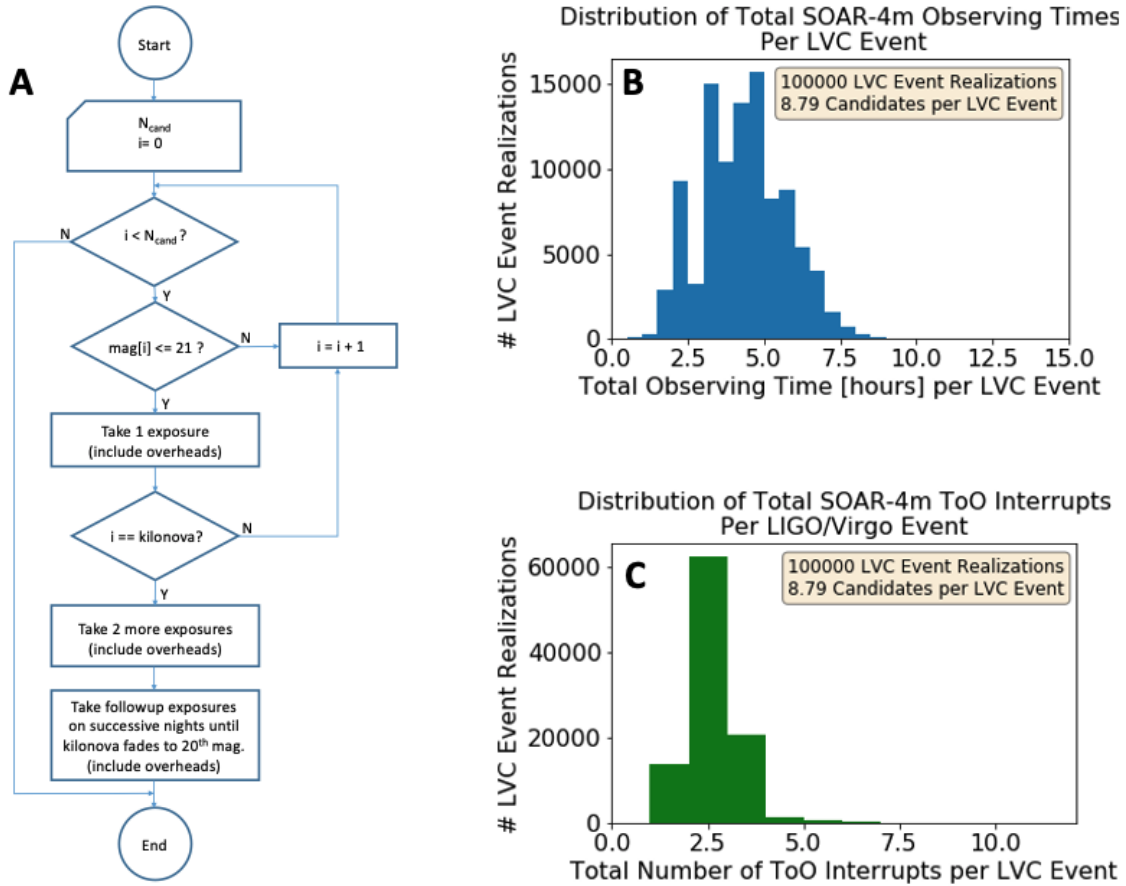 A
Start
N_cand
i= 0
i < N_cand ?
N
Y
mag[i] <= 21 ?
N
i = i + 1
Y
Take 1 exposure
(include overheads)
i == kilonova?
N
Y
Take 2 more exposures
(include overheads)
Take followup exposures
on successive nights until
kilonova fades to 20th mag.
(include overheads)
End
Distribution of Total SOAR-4m Observing Times
Per LVC Event
B
100000 LVC Event Realizations
8.79 Candidates per LVC Event
# LVC Event Realizations
15000
10000
5000
0
0.0 2.5 5.0 7.5 10.0 12.5 15.0
Total Observing Time [hours] per LVC Event
Distribution of Total SOAR-4m ToO Interrupts
Per LIGO/Virgo Event
C
100000 LVC Event Realizations
8.79 Candidates per LVC Event
# LVC Event Realizations
60000
40000
20000
0
0.0 2.5 5.0 7.5 10.0
Total Number of ToO Interrupts per LVC Event